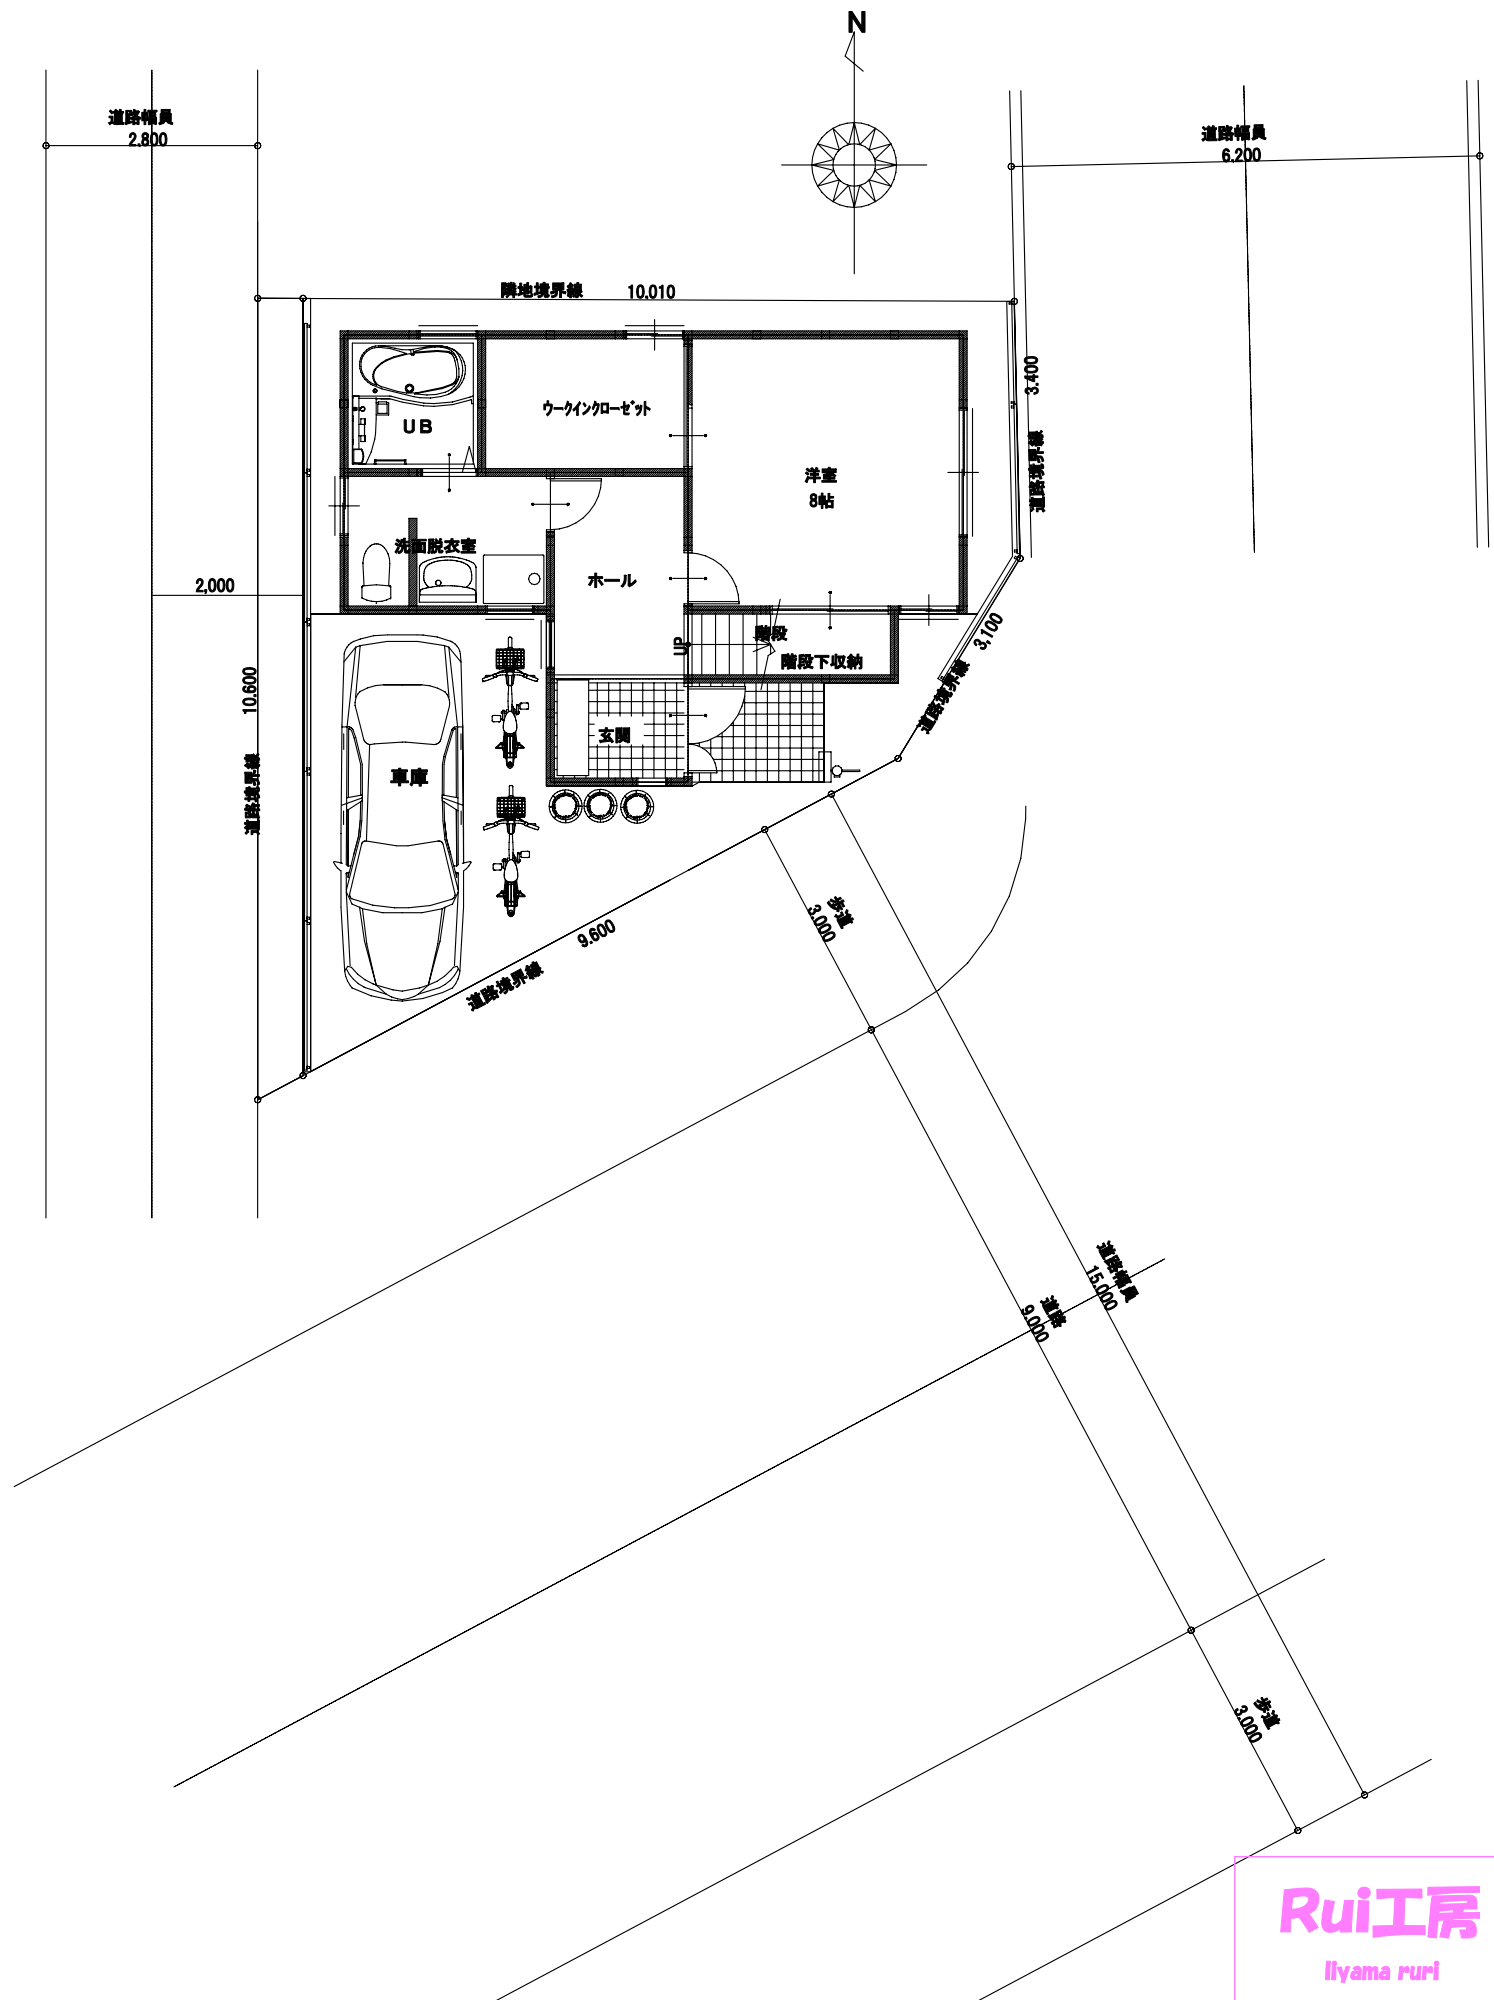 N
道路幅員
2,800
道路幅員
6,200
隣地境界線 10,010
3,400
道路境界線
ウークインクローゼット
UB
洋室
8帖
洗面脱衣室
ホール
2,000
階段
UP
階段下収納
3,100
道路境界線
10,600
道路境界線
玄関
車庫
歩道
3,000
9,600
道路境界線
道路幅員
15,000
道路
9,000
歩道
3,000
Rui工房
Iiyama ruri